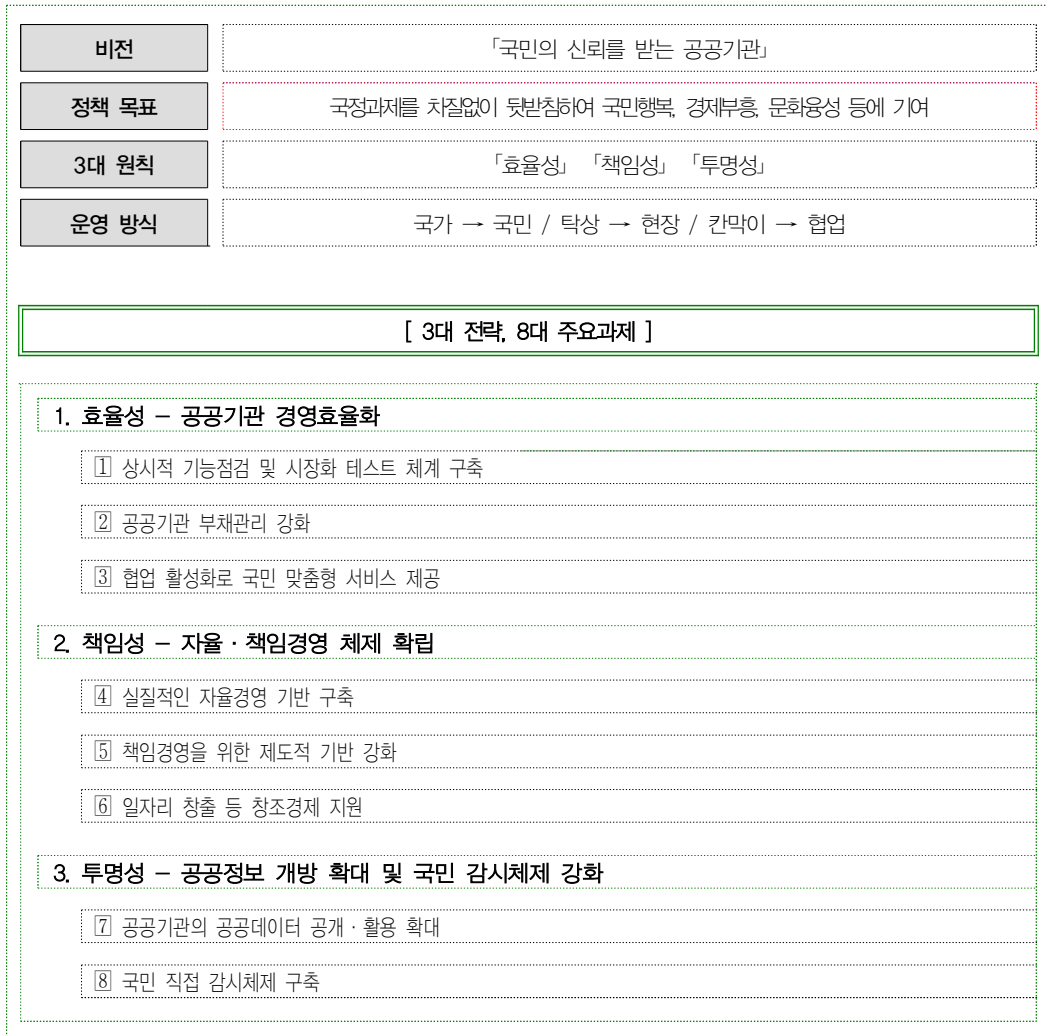 비전
「국민의 신뢰를 받는 공공기관」
정책 목표
국정과제를 차질없이 뒷받침하여 국민행복, 경제부흥, 문화융성 등에 기여
3대 원칙
「효율성」 「책임성」 「투명성」
운영 방식
국가 → 국민 / 탁상 → 현장 / 칸막이 → 협업
[ 3대 전략, 8대 주요과제 ]
1. 효율성 – 공공기관 경영효율화
1 상시적 기능점검 및 시장화 테스트 체계 구축
2 공공기관 부채관리 강화
3 협업 활성화로 국민 맞춤형 서비스 제공
2. 책임성 – 자율·책임경영 체제 확립
4 실질적인 자율경영 기반 구축
5 책임경영을 위한 제도적 기반 강화
6 일자리 창출 등 창조경제 지원
3. 투명성 – 공공정보 개방 확대 및 국민 감시체제 강화
7 공공기관의 공공데이터 공개·활용 확대
8 국민 직접 감시체제 구축